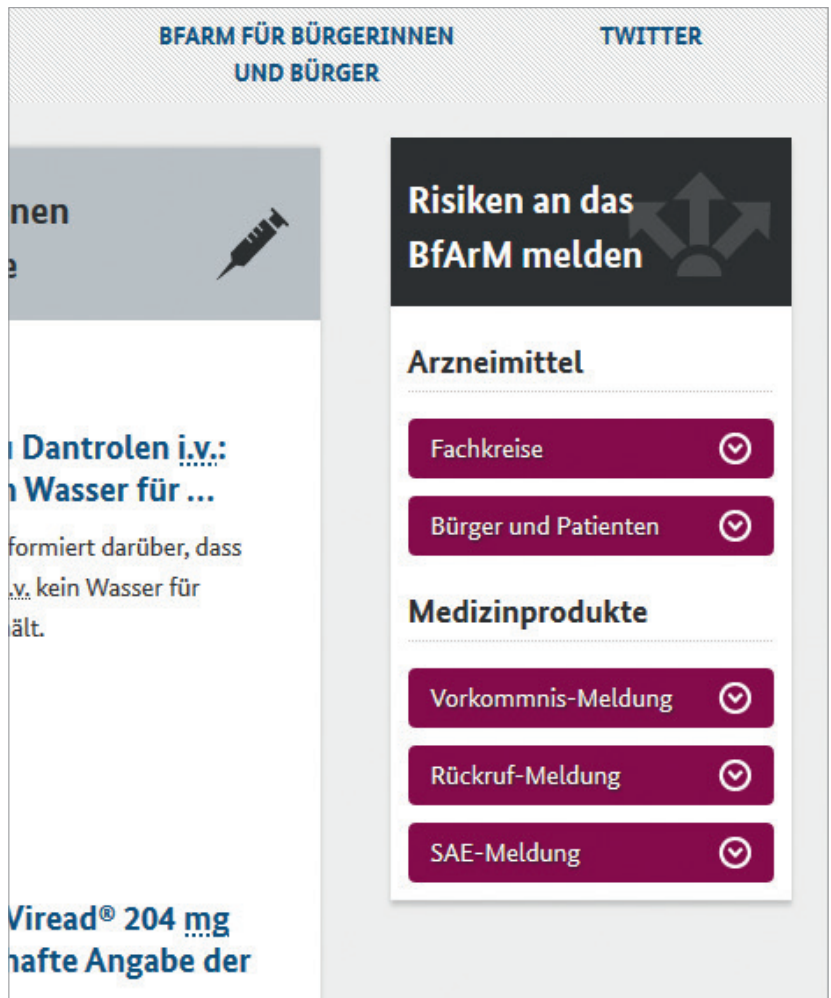 BFARM FÜR BÜRGERINNEN
UND BÜRGER
TWITTER
nen
e
Dantrolen i.v.:
n Wasser für ...
formiert darüber, dass
.v. kein Wasser für
ält.
Viread® 204 mg
hafte Angabe der
Risiken an das
BfArM melden
Arzneimittel
Fachkreise
Bürger und Patienten
Medizinprodukte
Vorkommnis-Meldung
Rückruf-Meldung
SAE-Meldung